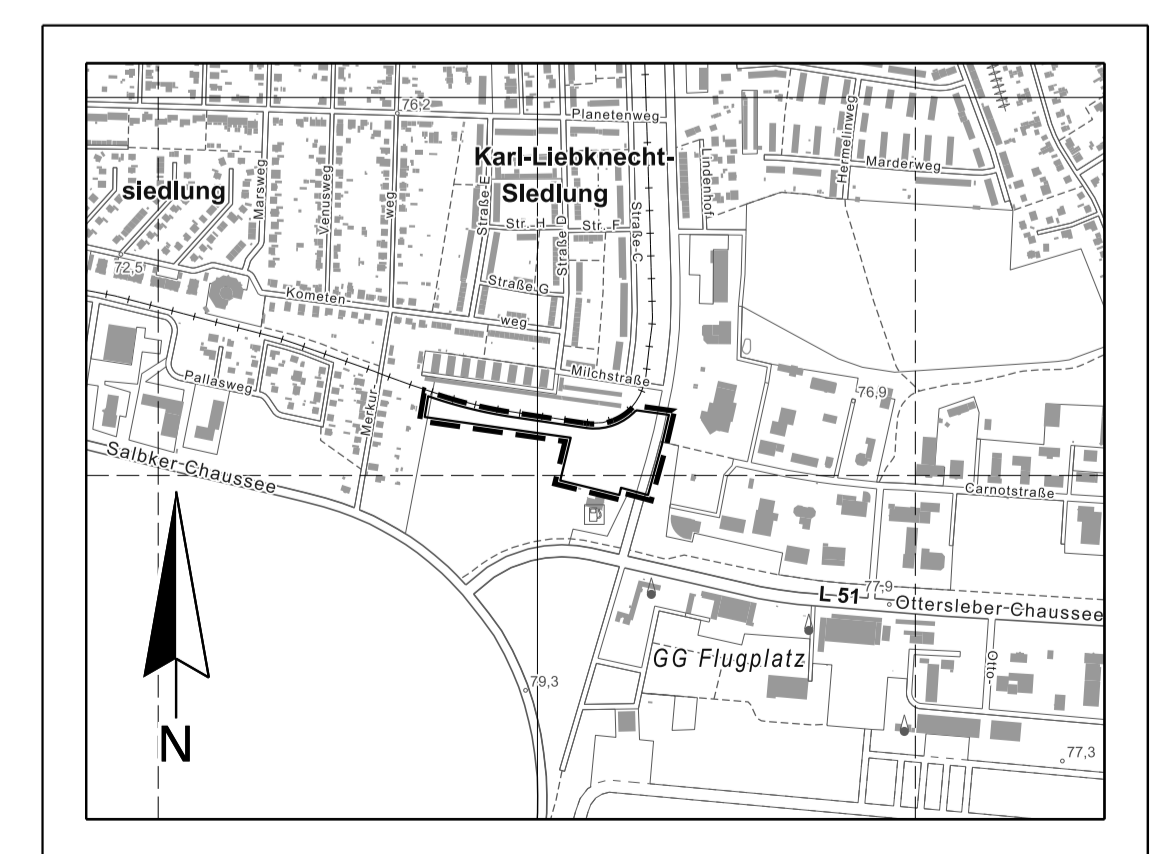 76,2
Planetenweg
Hermelinweg
Marderweg
Karl-Liebknecht-
SIedlung
siedlung
Marsweg
Venusweg
weg
Straße-E
Str.-H
Straße D
Str.-F
Straße-C
Lindenhof
72,5
Straße G
Kometen-
weg
Milchstraße
Pallasweg
Merkur-
76,9
Salbker-Chaussee
Carnotstraße
L 51
77,9
Ottersleber-Chaussee
GG Flugplatz
Otto-
79,3
77,3
N